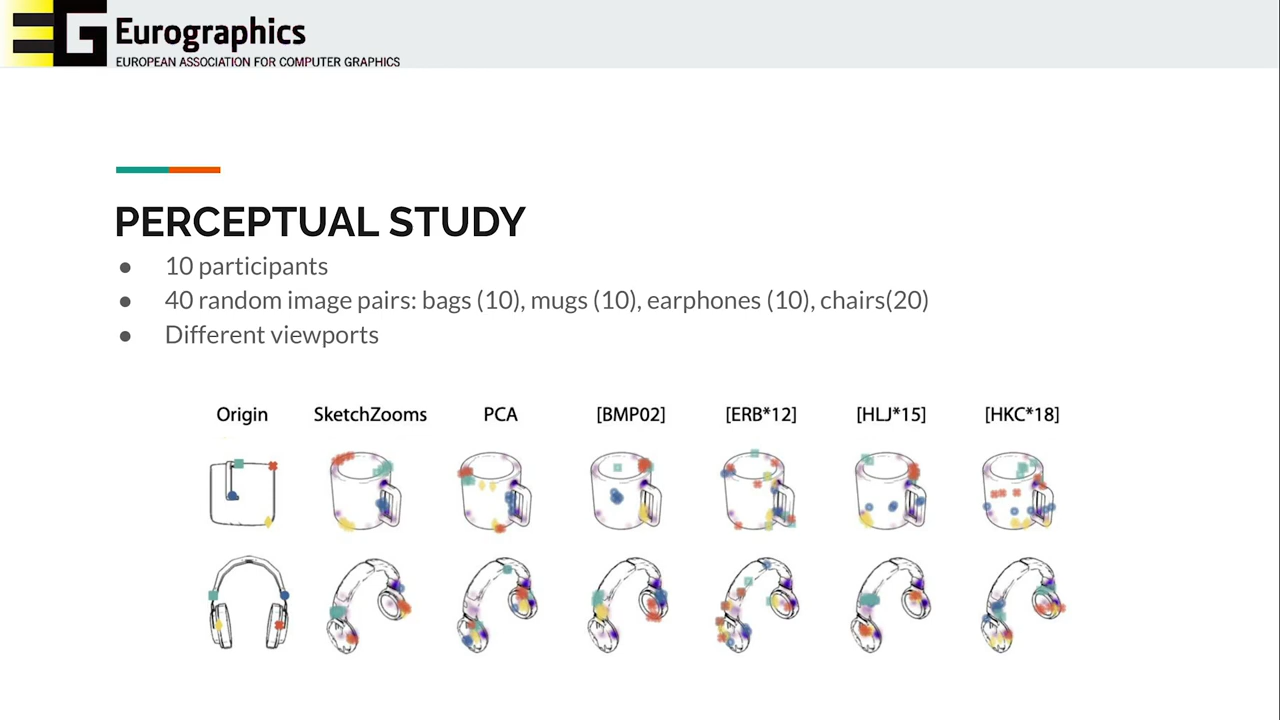 Eurographics
EUROPEAN ASSOCIATION FOR COMPUTER GRAPHICS
PERCEPTUAL STUDY
● 10 participants
● 40 random image pairs: bags (10), mugs (10), earphones (10), chairs(20)
● Different viewports
Origin SketchZooms PCA [BMP02] [ERB*12] [HLJ*15] [HKC*18]